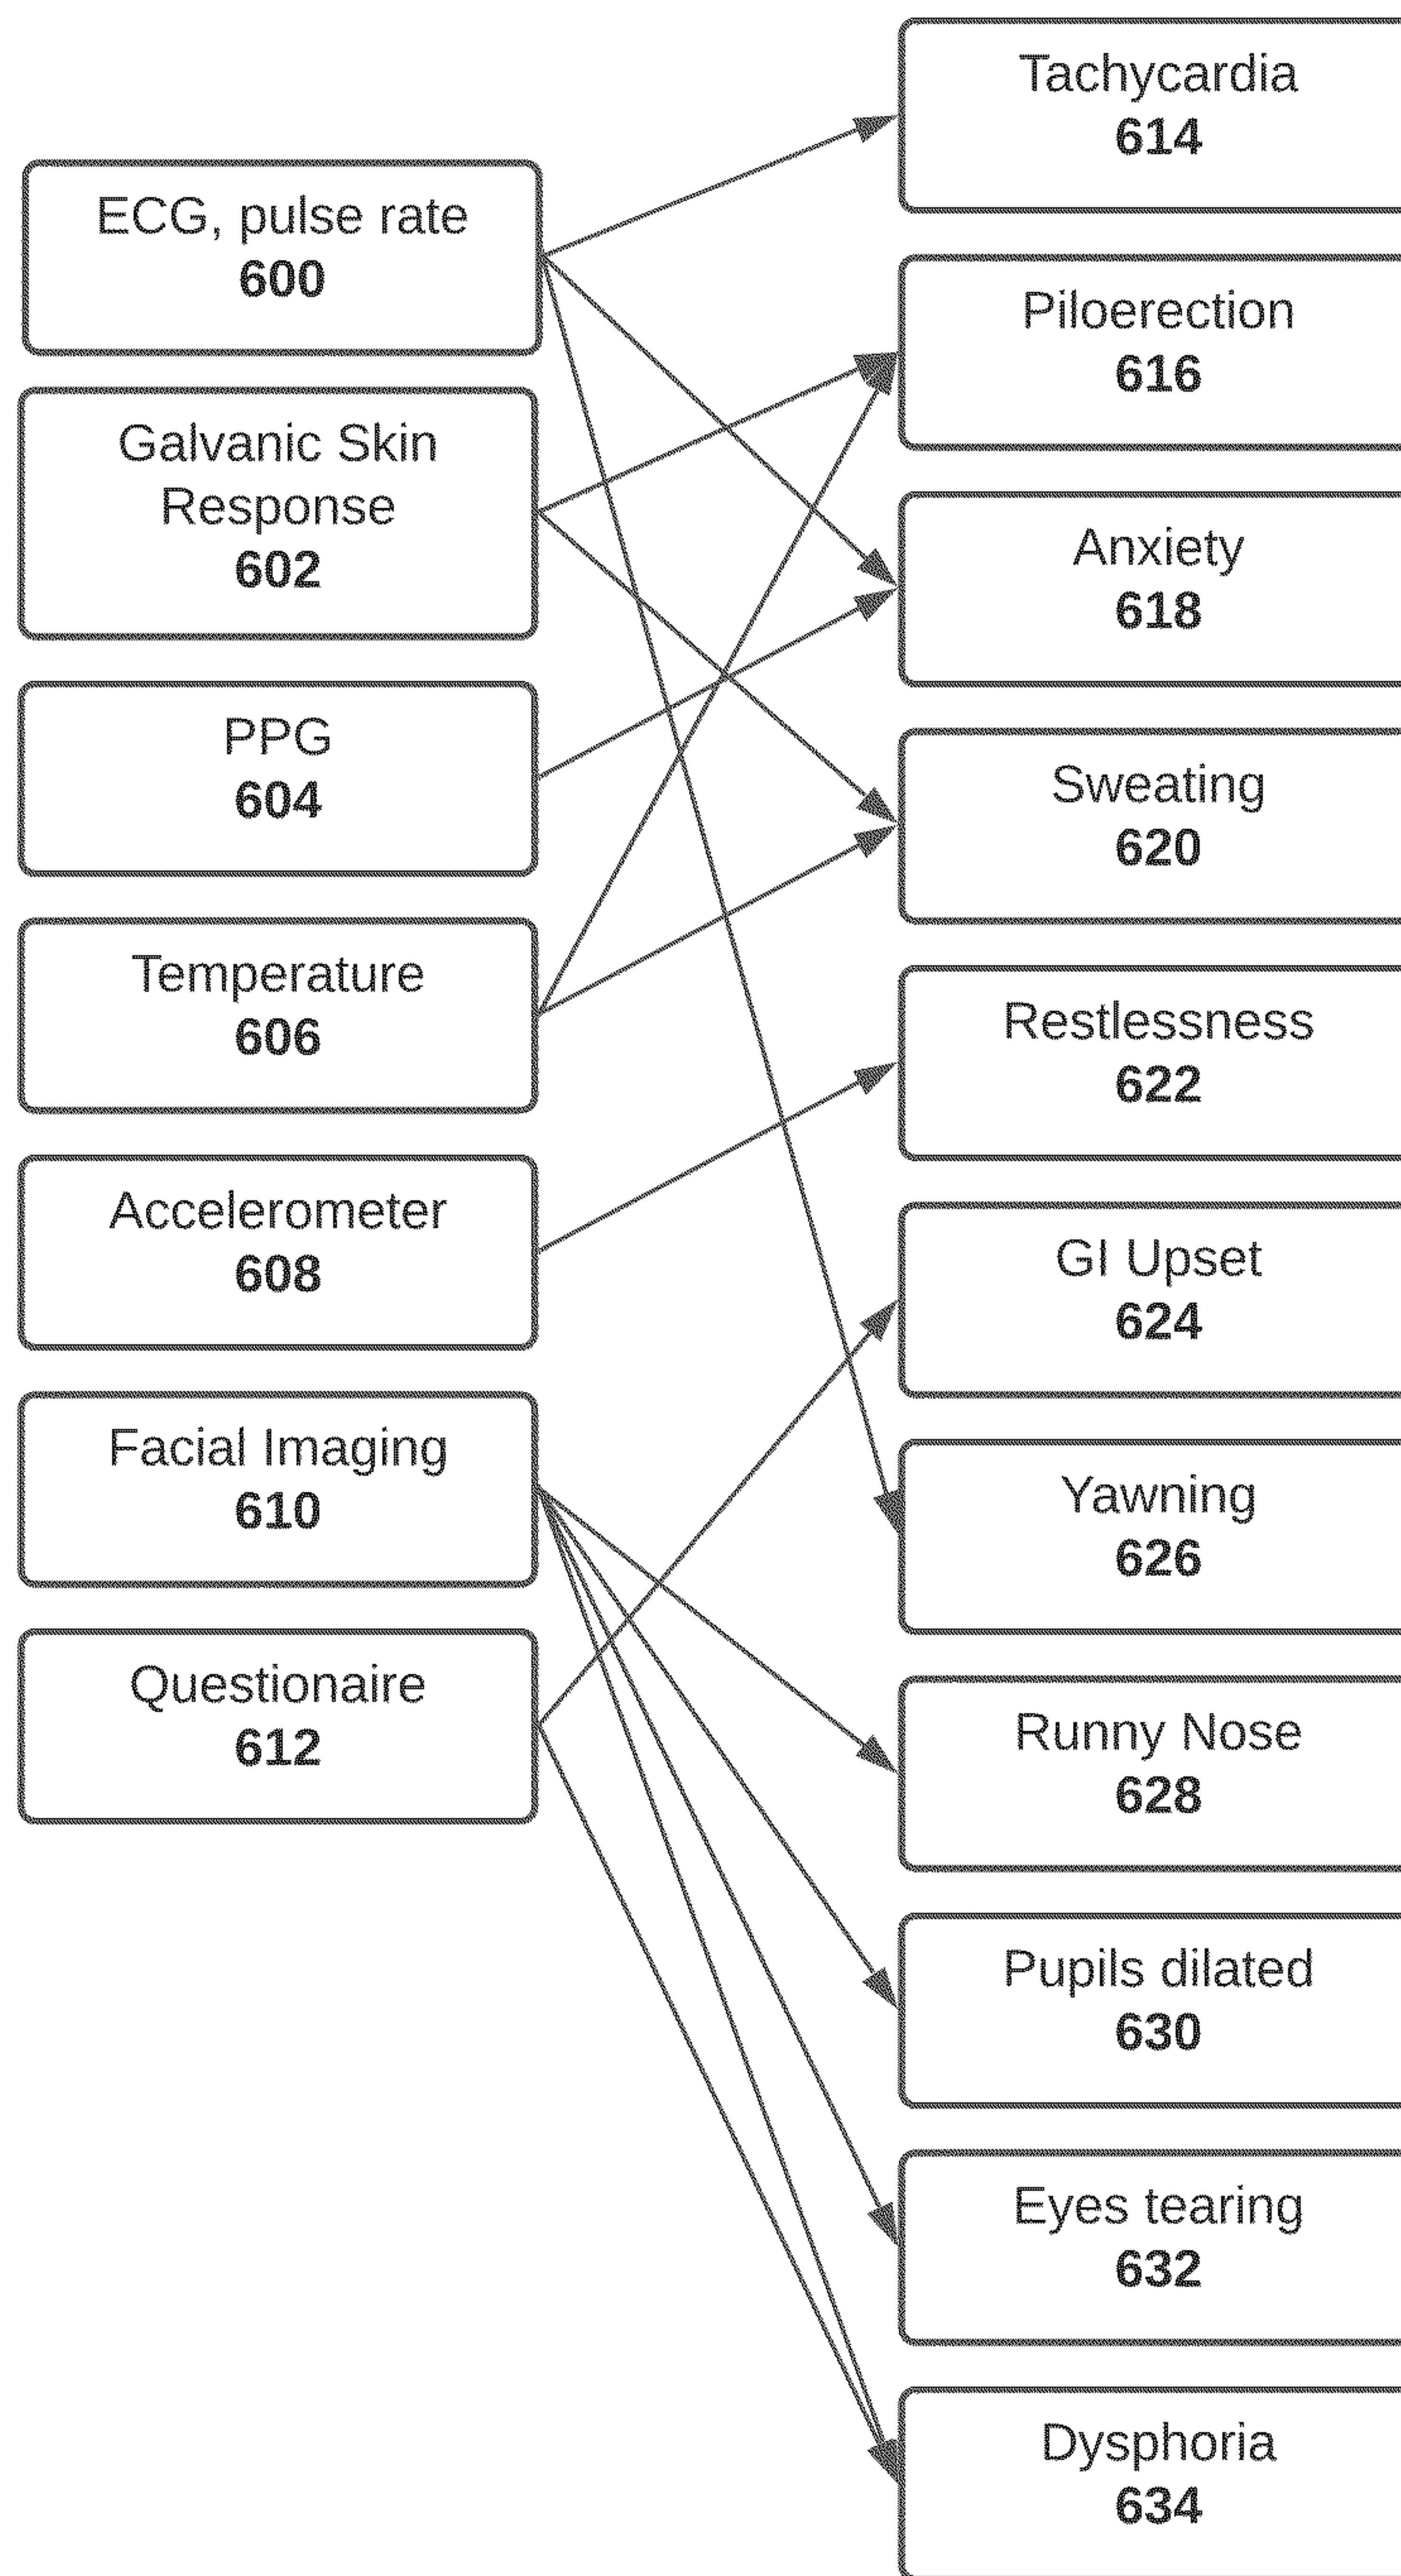 ECG, pulse rate
600
Galvanic Skin
Response
602
PPG
604
Temperature
606
Accelerometer
608
Facial Imaging
610
Questionaire
612
Tachycardia
614
Piloerection
616
Anxiety
618
Sweating
620
Restlessness
622
GI Upset
624
Yawning
626
Runny Nose
628
Pupils dilated
630
Eyes tearing
632
Dysphoria
634